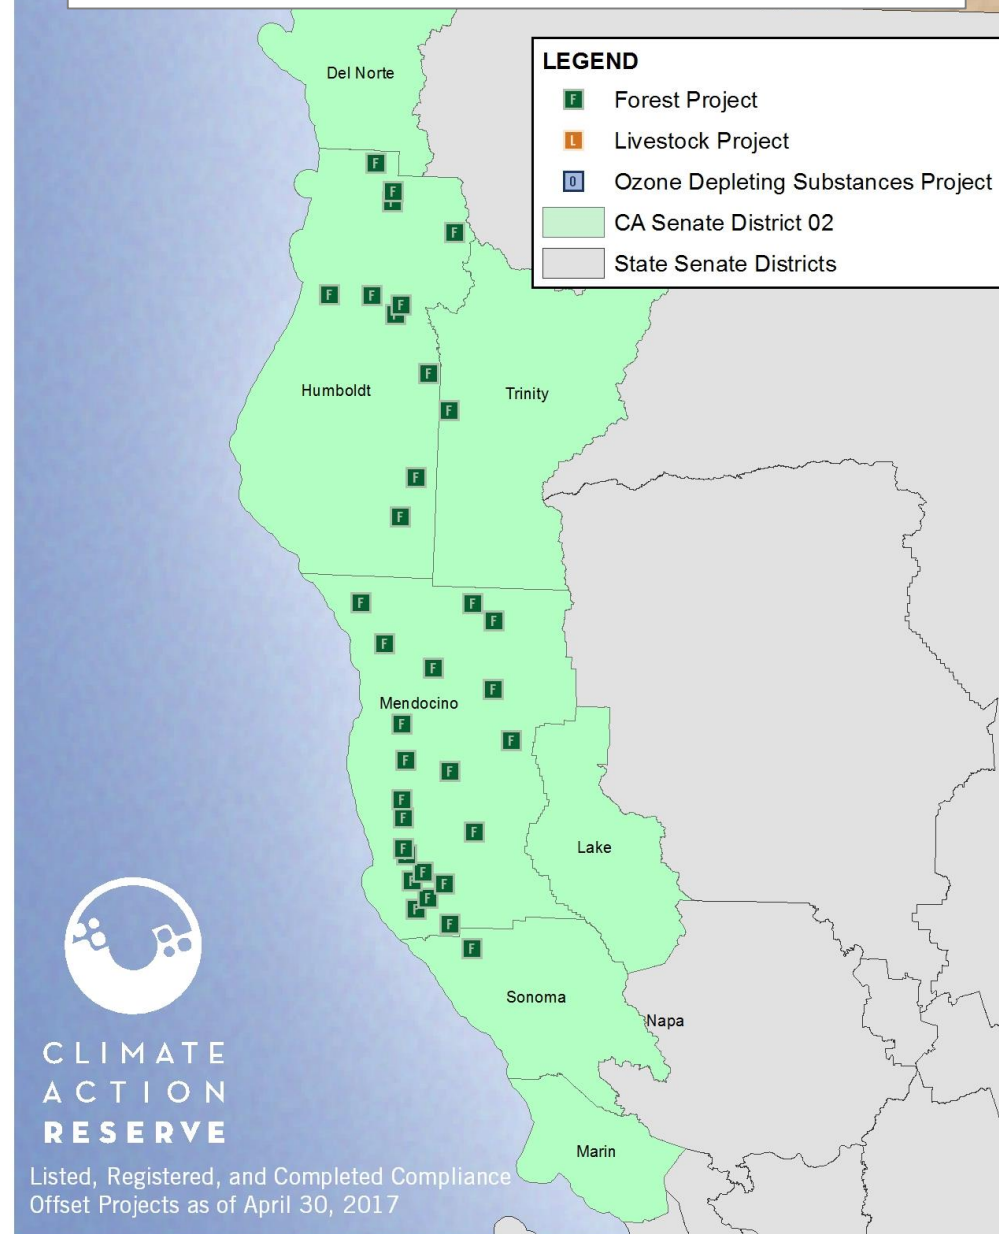 Del Norte
LEGEND
F Forest Project
L Livestock Project
O Ozone Depleting Substances Project
CA Senate District 02
State Senate Districts
F
F
F
F
F
F
F
F
F
Humboldt
Trinity
F
F
F
F
F
F
F
F
F
Mendocino
F
F
F
F
F
F
F
F
Lake
F
F
F
F
F
F
F
F
Sonoma
Napa
CLIMATE
ACTION
RESERVE
Marin
Listed, Registered, and Completed Compliance
Offset Projects as of April 30, 2017